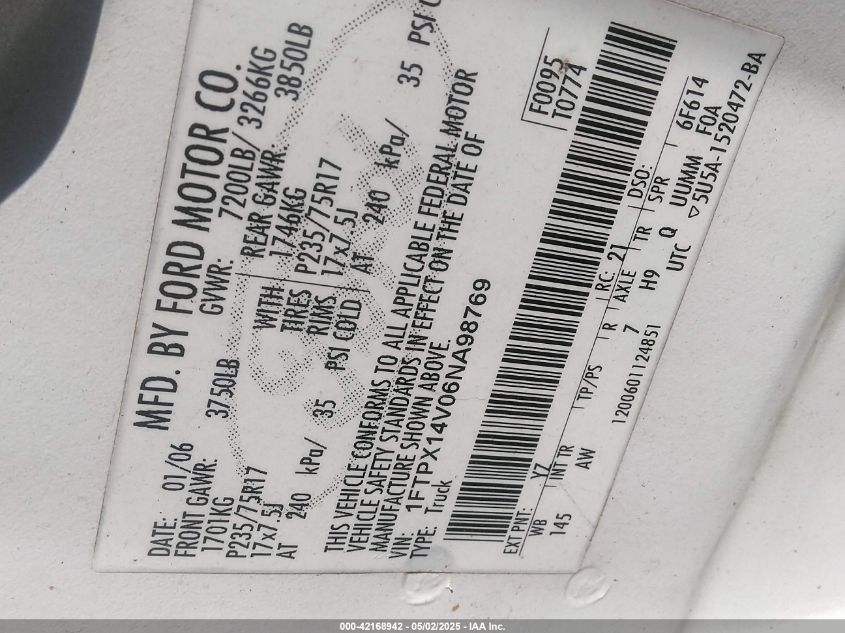 MFD. BY FORD MOTOR CO.
DATE: 01/06 GVWR: 7200LB/ 3266KG
FRONT GAWR: 3750LB REAR GAWR: 3850LB
1701KG WITH 1746KG
P235/75R17 TIRES P235/75R17
17x7.5J RIMS 17x7.5J
AT 240 kPa/ 35 PSI COLD AT 240 kPa/ 35 PSI C
THIS VEHICLE CONFORMS TO ALL APPLICABLE FEDERAL MOTOR
VEHICLE SAFETY STANDARDS IN EFFECT ON THE DATE OF
MANUFACTURE SHOWN ABOVE.
VIN: 1FTPX14V06NA98769
TYPE: Truck
F0095
T0774
EXT PNT: YZ RC: 21 DSO:
WB INT TR TP/PS R AXLE TR SPR 6F614
145 AW 7 H9 Q UUMM FOA
1200601124851 UTC ▽5U5A-1520472-BA
000-42168942 - 05/02/2025 - IAA Inc.